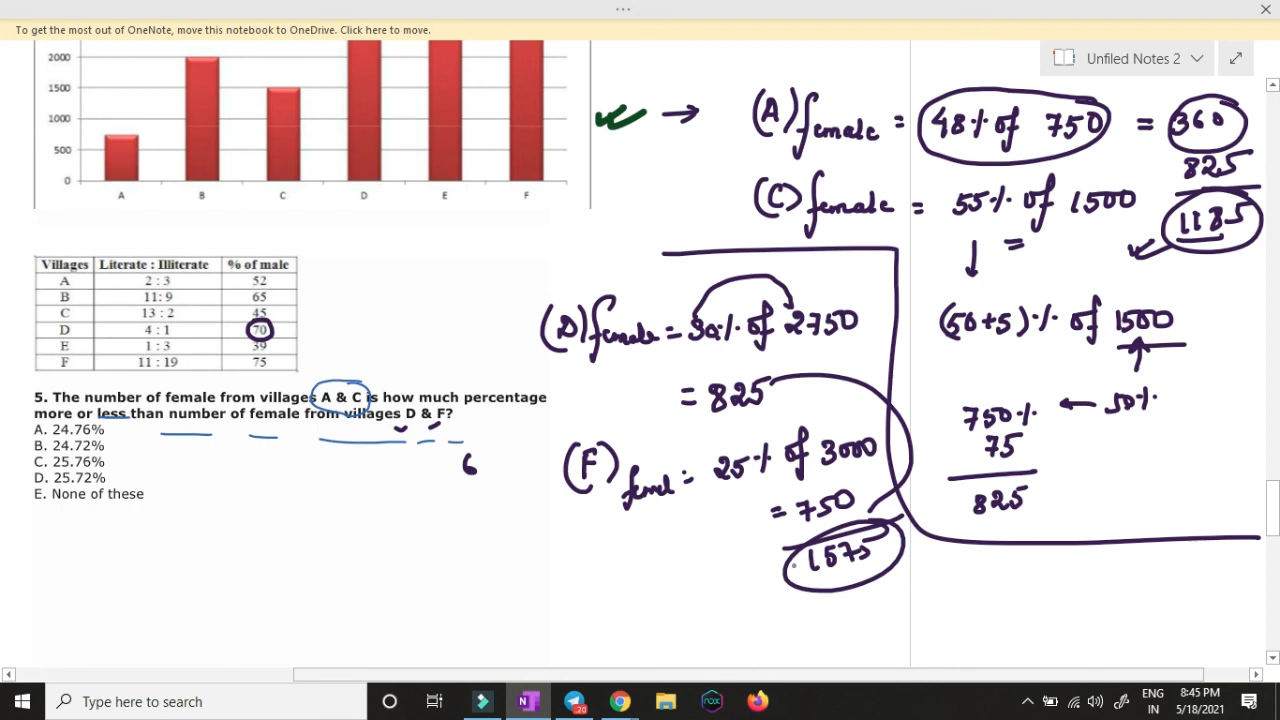 To get the most out of OneNote, move this notebook to OneDrive. Click here to move.
Unfiled Notes 2
2000
1500
1000
500
0
A B C D E F
Villages Literate : Illiterate % of male
A 2 : 3 52
B 11: 9 65
C 13 : 2 45
D 4 : 1 70
E 1 : 3 39
F 11 : 19 75
5. The number of female from villages A & C is how much percentage
more or less than number of female from villages D & F?
A. 24.76%
B. 24.72%
C. 25.76%
D. 25.72%
E. None of these
6
(A) female = 48% of 750 = 360
825
(C) female = 55% of 1500
1185
=
(50+5)% of 1500
750% ← 50%
75
825
(D) female = 30% of 2750
= 825
(F) femal = 25% of 3000
= 750
1575
Type here to search
20
nox
ENG
IN
8:45 PM
5/18/2021